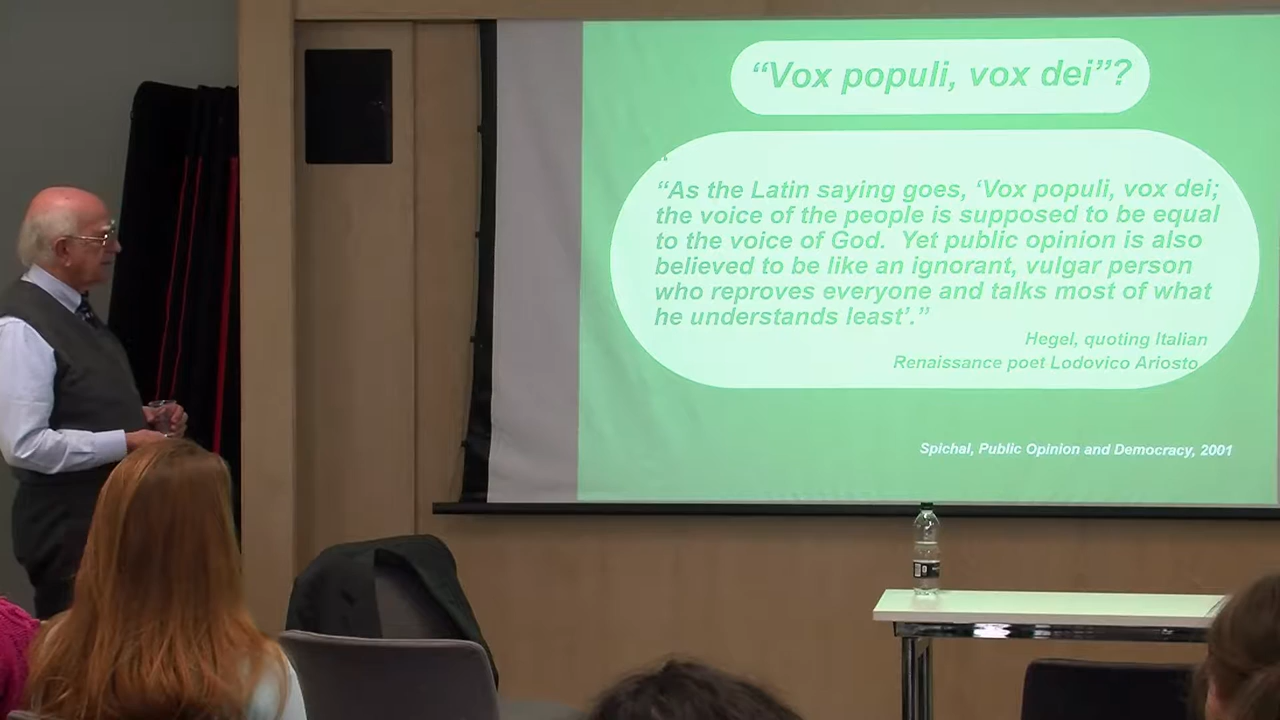 “Vox populi, vox dei”?
“As the Latin saying goes, ‘Vox populi, vox dei;
the voice of the people is supposed to be equal
to the voice of God.  Yet public opinion is also
believed to be like an ignorant, vulgar person
who reproves everyone and talks most of what
he understands least’.”
Hegel, quoting Italian
Renaissance poet Lodovico Ariosto
Spichal, Public Opinion and Democracy, 2001